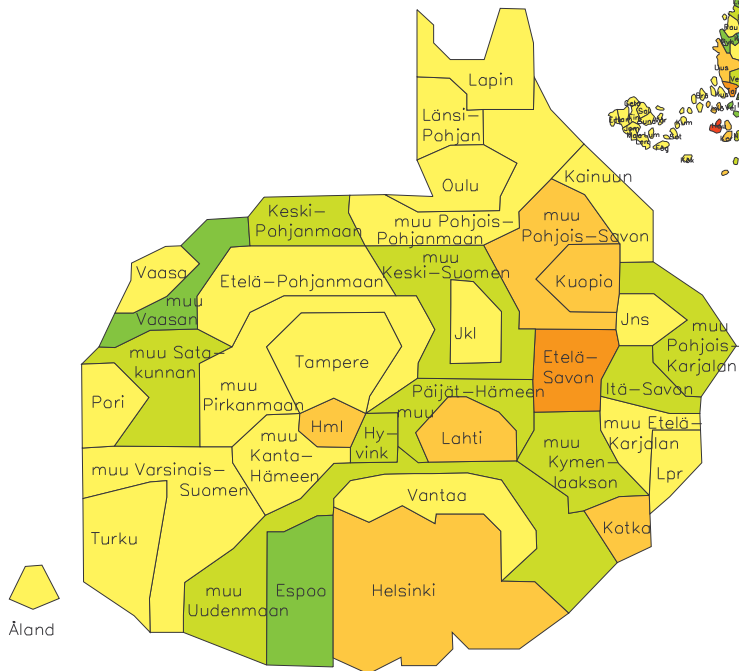 Lapin
Länsi-
Pohjan
Oulu
Kainuun
Keski-
Pohjanmaan
muu Pohjois-
Pohjanmaan
muu
Pohjois-Savon
Kuopio
Vaasa
muu
Vaasan
Etelä-Pohjanmaan
muu
Keski-Suomen
Jkl
Jns
muu
Pohjois-
Karjalan
muu Sata-
kunnan
Tampere
Etelä-
Savon
Itä-Savon
Pori
muu
Pirkanmaan
Hml
Päijät-Hämeen
muu
Hy-
vink
Lahti
muu Etelä-
Karjalan
Lpr
muu
Kanta-
Hämeen
muu
Kymen-
laakson
muu Varsinais-
Suomen
Vantaa
Kotka
Turku
muu
Uudenmaan
Espoo
Helsinki
Åland